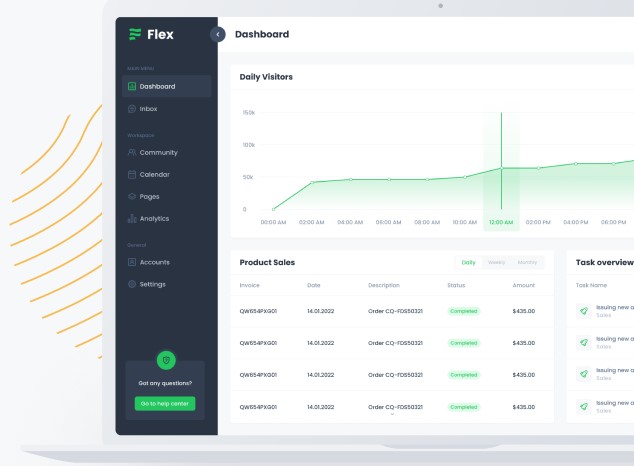 Flex
Dashboard
MAIN MENU
Dashboard
Inbox
Workspace
Community
Calendar
Pages
Analytics
General
Accounts
Settings
Got any questions?
Go to help center
Daily Visitors
150k
100k
50k
0
00:00 AM 02:00 AM 04:00 AM 06:00 AM 08:00 AM 10:00 AM 12:00 AM 02:00 PM 04:00 PM 06:00 PM
Product Sales
Daily Weekly Monthly
Invoice Date Description Status Amount
QW654PXG01 14.01.2022 Order CQ-FDS50321 Completed $435.00
QW654PXG01 14.01.2022 Order CQ-FDS50321 Completed $435.00
QW654PXG01 14.01.2022 Order CQ-FDS50321 Completed $435.00
QW654PXG01 14.01.2022 Order CQ-FDS50321 Completed $435.00
Task overview
Task Name
Issuing new a
Sales
Issuing new a
Sales
Issuing new a
Sales
Issuing new a
Sales